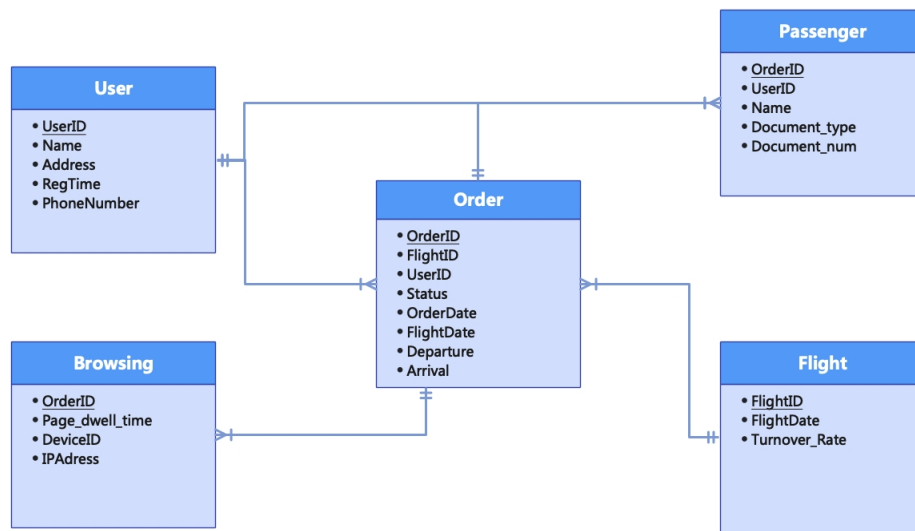 User
• UserID
• Name
• Address
• RegTime
• PhoneNumber
Passenger
• OrderID
• UserID
• Name
• Document_type
• Document_num
Order
• OrderID
• FlightID
• UserID
• Status
• OrderDate
• FlightDate
• Departure
• Arrival
Browsing
• OrderID
• Page_dwell_time
• DeviceID
• IPAdress
Flight
• FlightID
• FlightDate
• Turnover_Rate